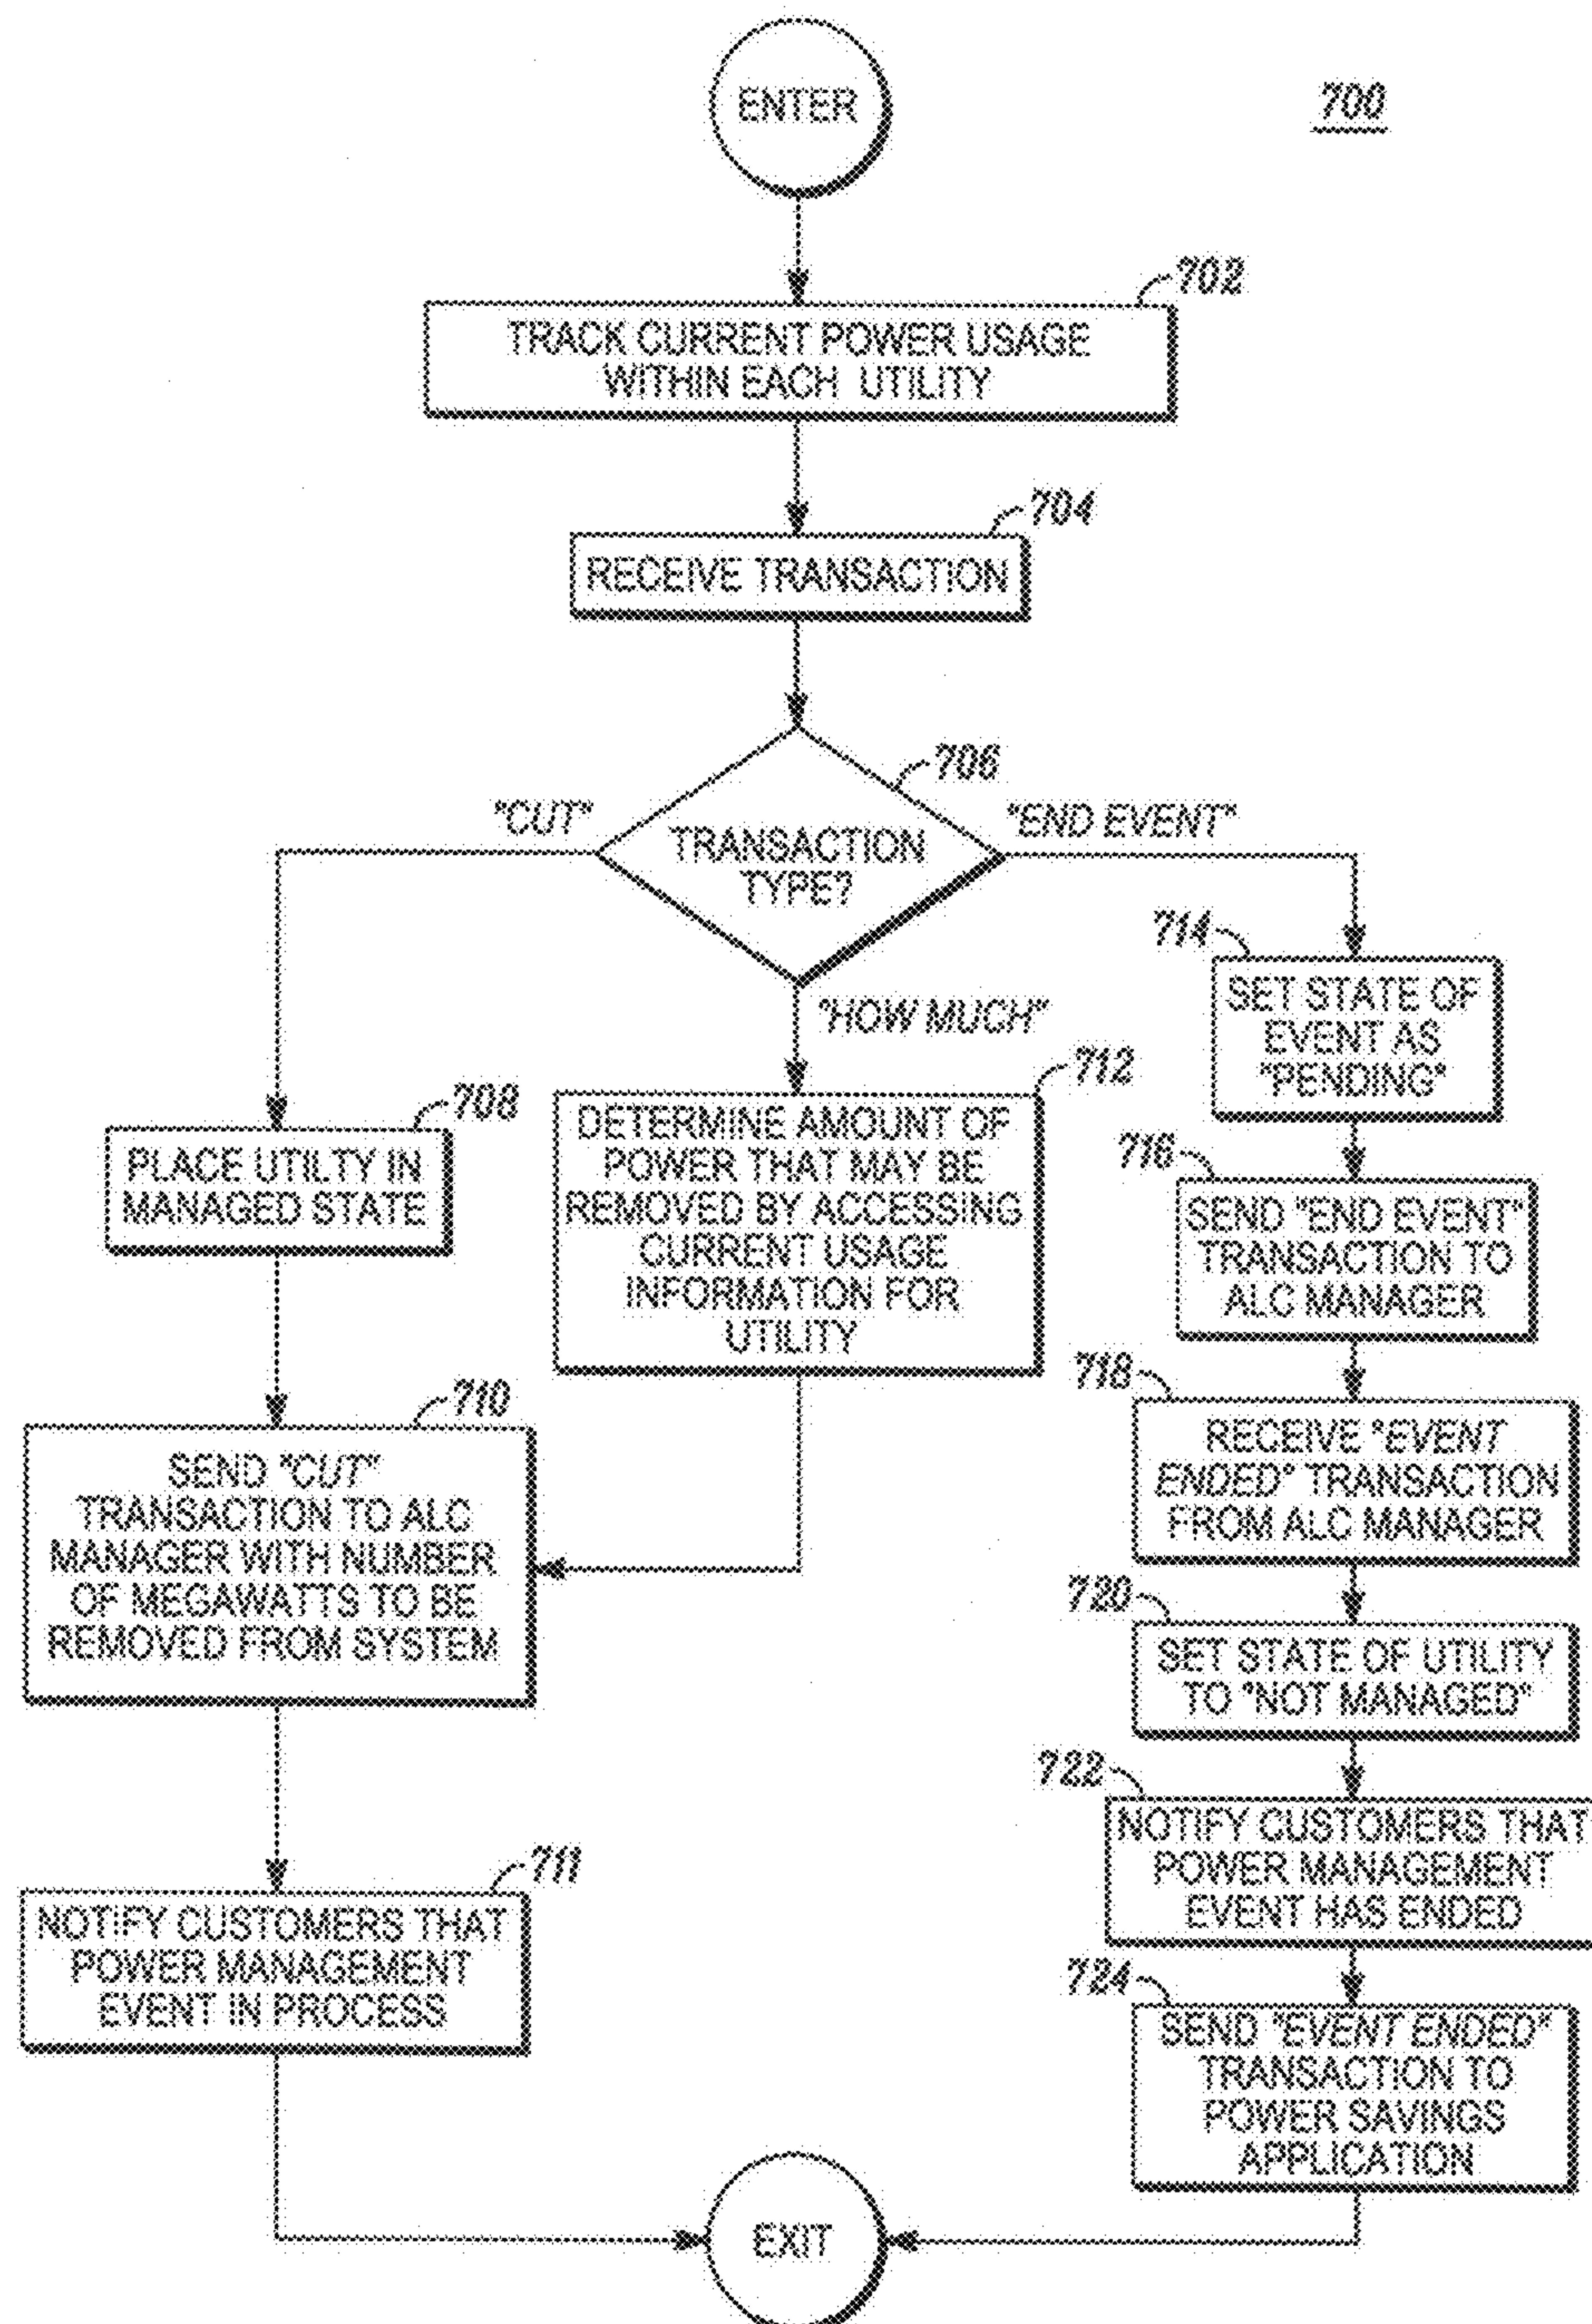 ENTER
700
702
TRACK CURRENT POWER USAGE
WITHIN EACH UTILITY
704
RECEIVE TRANSACTION
706
"CUT"
"END EVENT"
TRANSACTION
TYPE?
"HOW MUCH"
708
PLACE UTILTY IN
MANAGED STATE
712
DETERMINE AMOUNT OF
POWER THAT MAY BE
REMOVED BY ACCESSING
CURRENT USAGE
INFORMATION FOR
UTILITY
710
SEND "CUT"
TRANSACTION TO ALC
MANAGER WITH NUMBER
OF MEGAWATTS TO BE
REMOVED FROM SYSTEM
711
NOTIFY CUSTOMERS THAT
POWER MANAGEMENT
EVENT IN PROCESS
714
SET STATE OF
EVENT AS
"PENDING"
716
SEND "END EVENT"
TRANSACTION TO
ALC MANAGER
718
RECEIVE "EVENT
ENDED" TRANSACTION
FROM ALC MANAGER
720
SET STATE OF UTILITY
TO "NOT MANAGED"
722
NOTIFY CUSTOMERS THAT
POWER MANAGEMENT
EVENT HAS ENDED
724
SEND "EVENT ENDED"
TRANSACTION TO
POWER SAVINGS
APPLICATION
EXIT